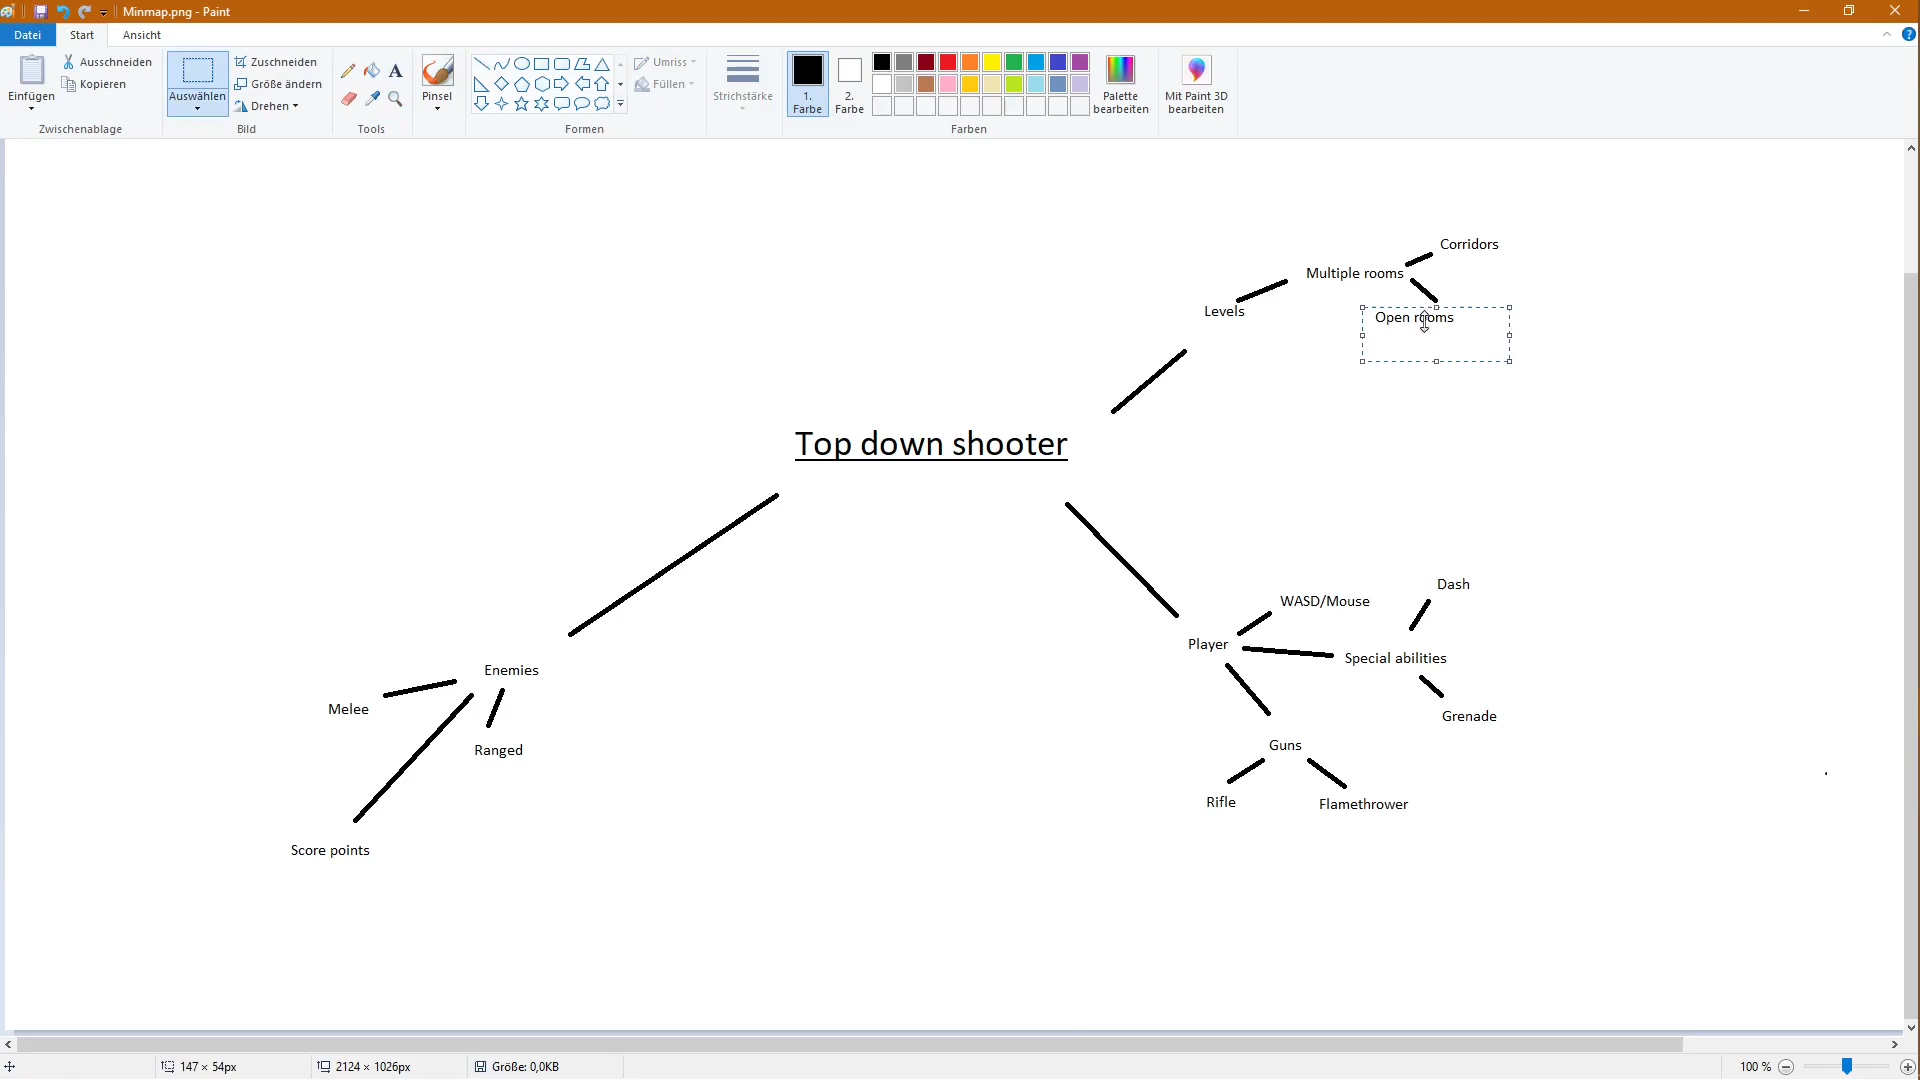 Minmap.png - Paint
Datei
Start
Ansicht
Einfügen
Ausschneiden
Kopieren
Zwischenablage
Auswählen
Zuschneiden
Größe ändern
Drehen
Bild
A
Tools
Pinsel
Umriss
Füllen
Formen
Strichstärke
1.
Farbe
2.
Farbe
Farben
Palette
bearbeiten
Mit Paint 3D
bearbeiten
Corridors
Multiple rooms
Levels
Open rooms
Top down shooter
Dash
WASD/Mouse
Player
Special abilities
Grenade
Guns
Rifle
Flamethrower
Enemies
Melee
Ranged
Score points
147 × 54px
2124 × 1026px
Größe: 0,0KB
100 %